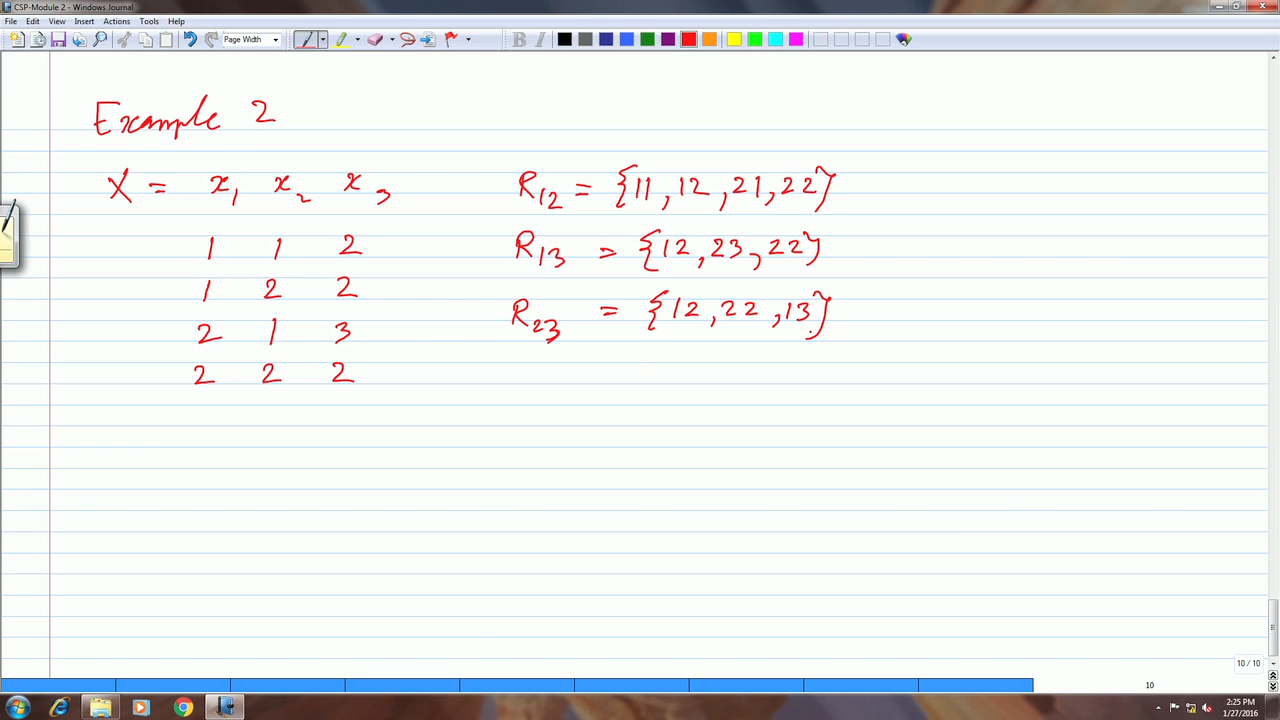 CSP-Module 2 - Windows Journal
File Edit View Insert Actions Tools Help
Page Width
B I
Example 2
X = x₁ x₂ x₃ R₁₂ = {11, 12, 21, 22}
1 1 2 R₁₃ = {12, 23, 22}
1 2 2 R₂₃ = {12, 22, 13}
2 1 3
2 2 2
10 / 10
10
2:25 PM
1/27/2016